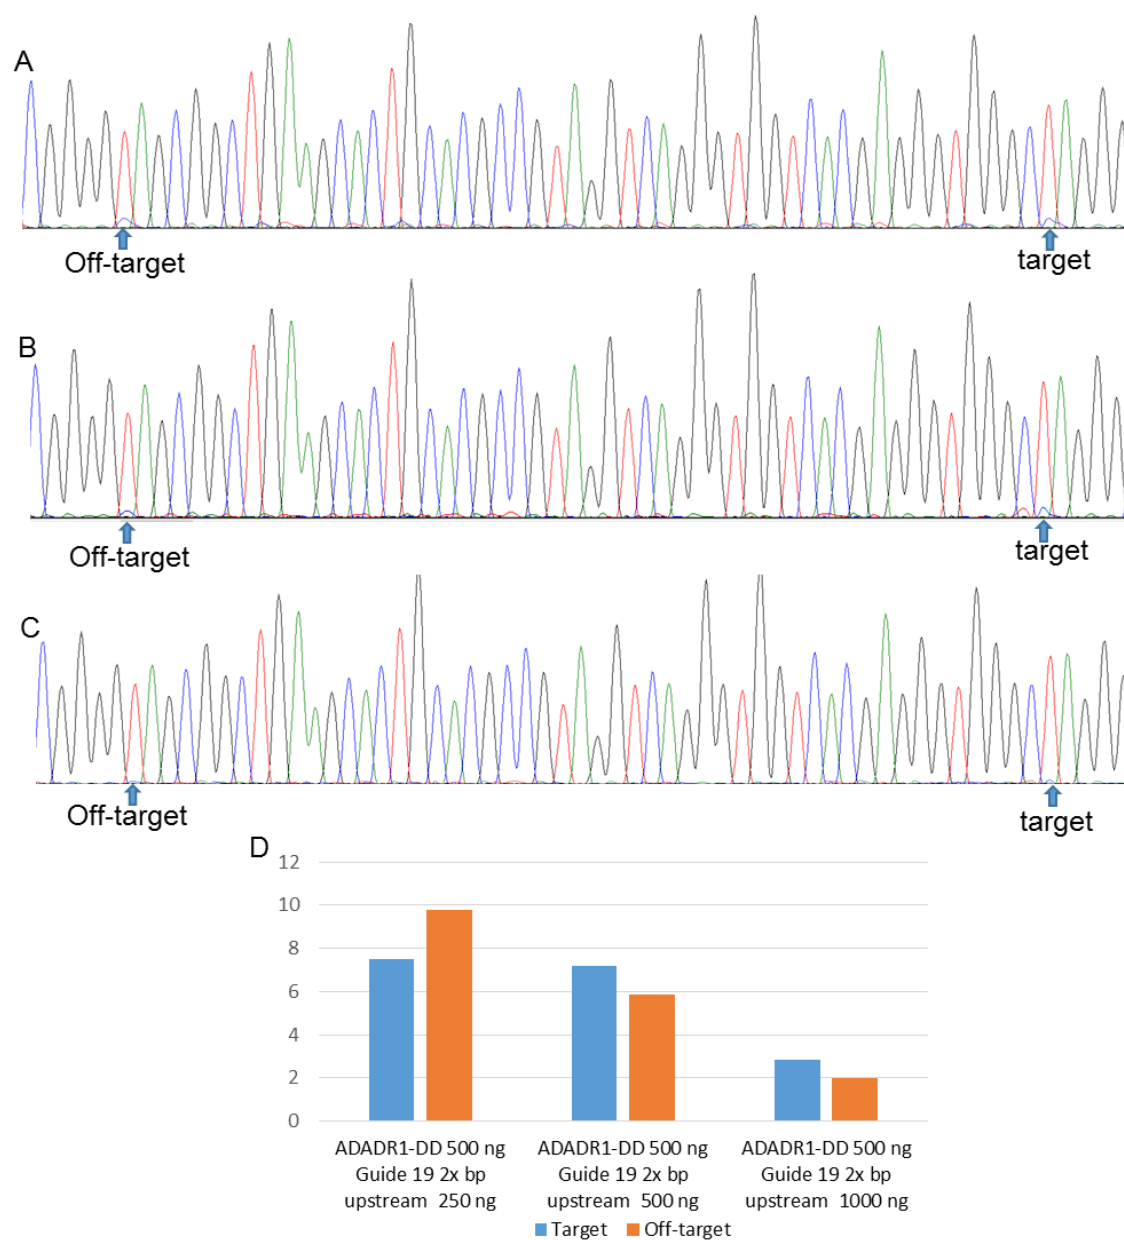 A
Off-target
target
B
Off-target
target
C
Off-target
target
D
12
10
8
6
4
2
0
ADADR1-DD 500 ng
Guide 19 2x bp
upstream 250 ng
ADADR1-DD 500 ng
Guide 19 2x bp
upstream 500 ng
ADADR1-DD 500 ng
Guide 19 2x bp
upstream 1000 ng
Target
Off-target